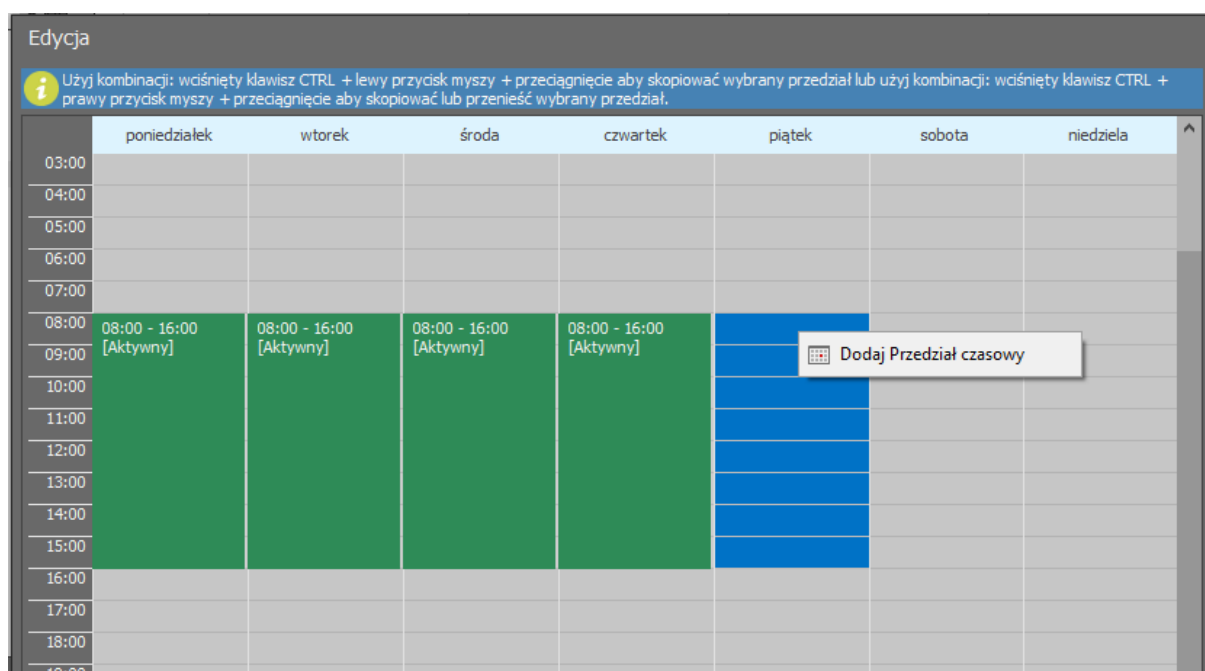 Edycja
Użyj kombinacji: wciśnięty klawisz CTRL + lewy przycisk myszy + przeciągnięcie aby skopiować wybrany przedział lub użyj kombinacji: wciśnięty klawisz CTRL +
prawy przycisk myszy + przeciągnięcie aby skopiować lub przenieść wybrany przedział.
poniedziałek wtorek środa czwartek piątek sobota niedziela
03:00
04:00
05:00
06:00
07:00
08:00 08:00 - 16:00 08:00 - 16:00 08:00 - 16:00 08:00 - 16:00
09:00 [Aktywny] [Aktywny] [Aktywny] [Aktywny] Dodaj Przedział czasowy
10:00
11:00
12:00
13:00
14:00
15:00
16:00
17:00
18:00